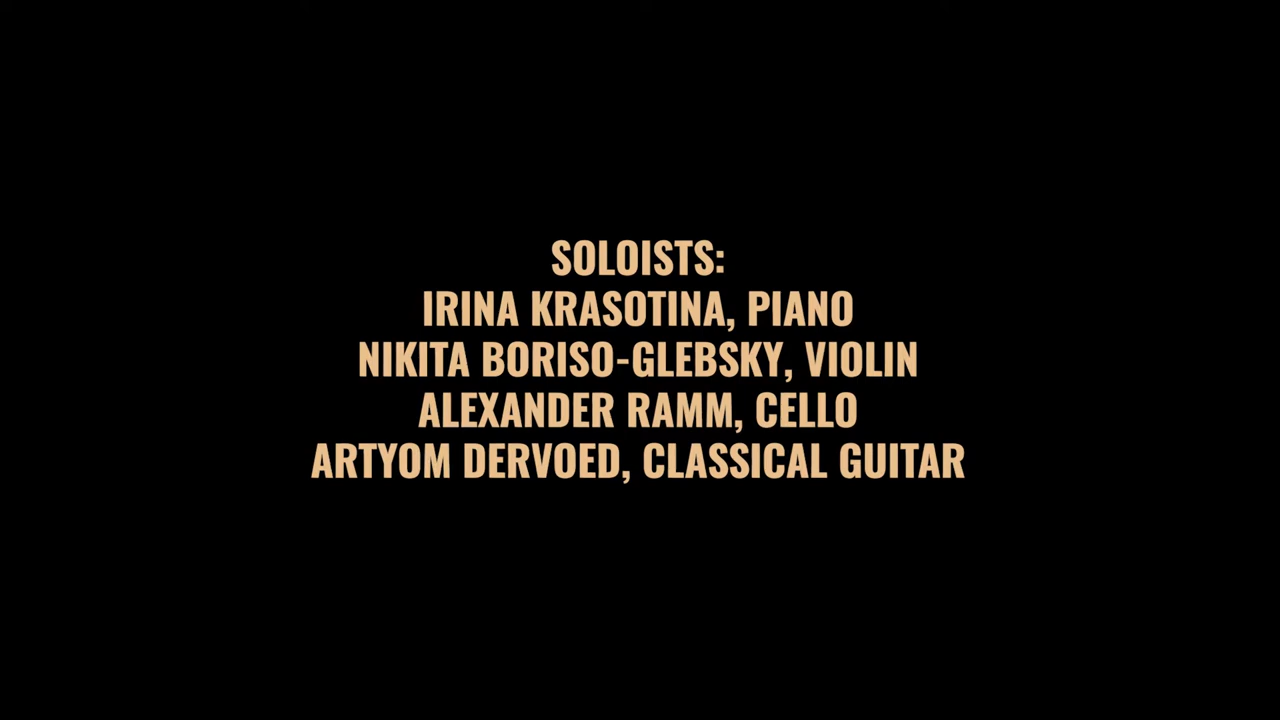 SOLOISTS:
IRINA KRASOTINA, PIANO
NIKITA BORISO-GLEBSKY, VIOLIN
ALEXANDER RAMM, CELLO
ARTYOM DERVOED, CLASSICAL GUITAR